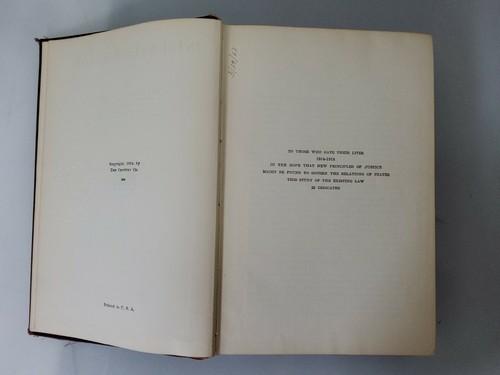 Copyright 1924 by
The Century Co.
Printed in U. S. A.
TO THOSE WHO GAVE THEIR LIVES
1914-1918
IN THE HOPE THAT NEW PRINCIPLES OF JUSTICE
MIGHT BE FOUND TO GOVERN THE RELATIONS OF STATES
THIS STUDY OF THE EXISTING LAW
IS DEDICATED